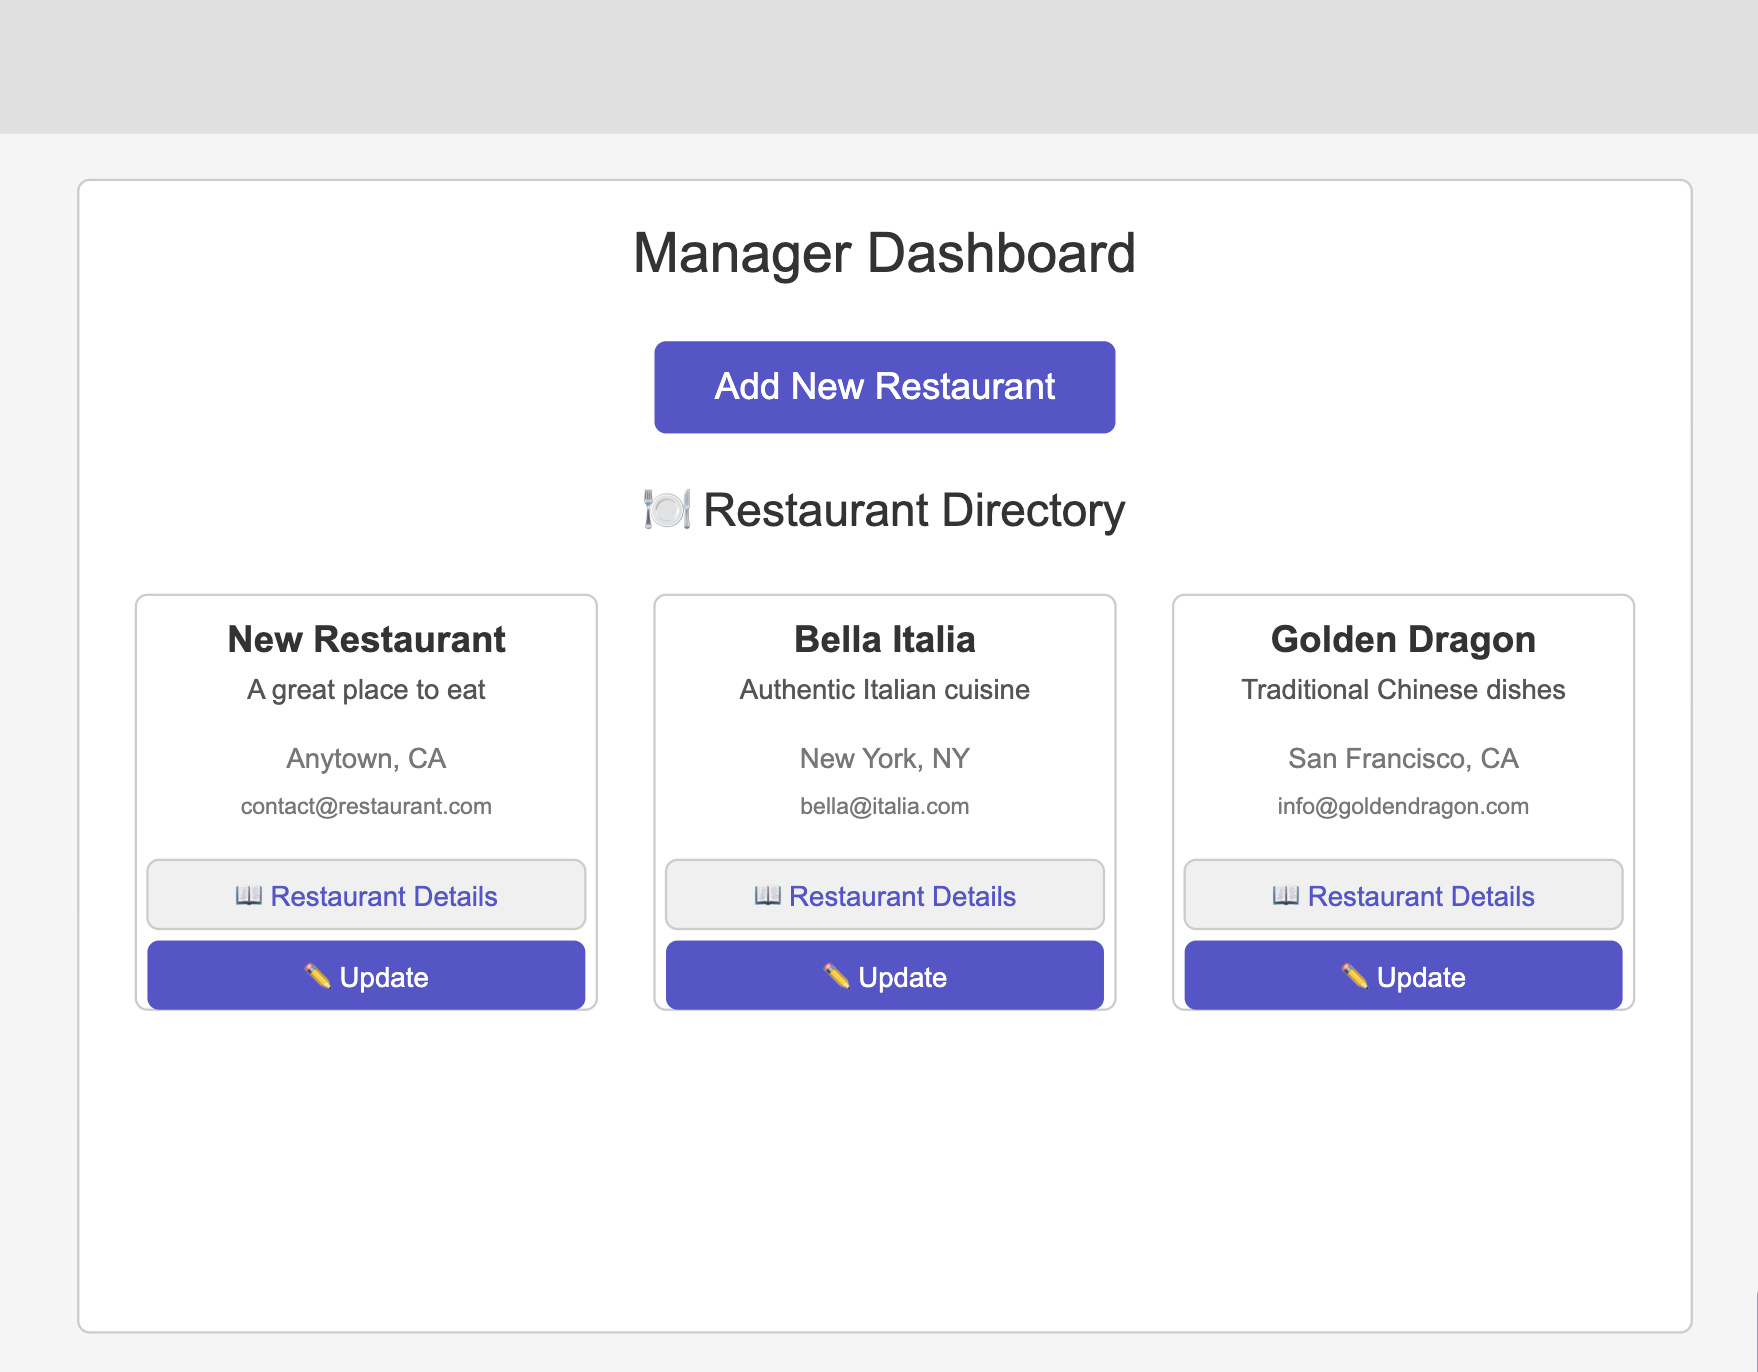 Manager Dashboard
Add New Restaurant
🍽️ Restaurant Directory
New Restaurant
A great place to eat
Anytown, CA
contact@restaurant.com
📖 Restaurant Details
✏️ Update
Bella Italia
Authentic Italian cuisine
New York, NY
bella@italia.com
📖 Restaurant Details
✏️ Update
Golden Dragon
Traditional Chinese dishes
San Francisco, CA
info@goldendragon.com
📖 Restaurant Details
✏️ Update